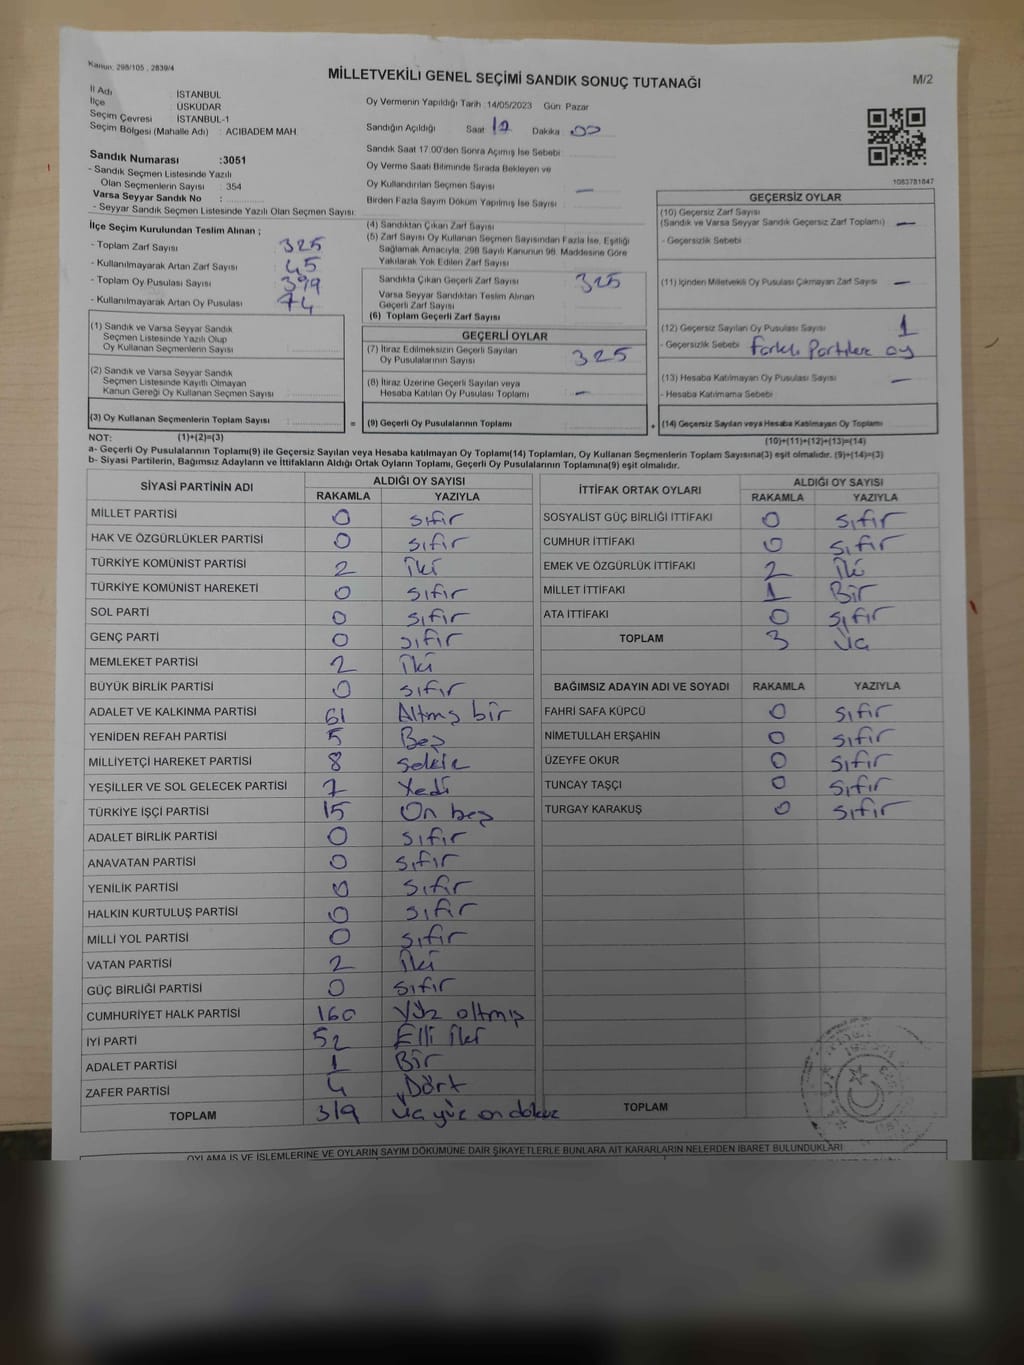 Kanun, 298/105 , 2839/4
MİLLETVEKİLİ GENEL SEÇİMİ SANDIK SONUÇ TUTANAĞI
M/2
İl Adı : İSTANBUL
İlçe : ÜSKÜDAR
Seçim Çevresi : İSTANBUL-1
Seçim Bölgesi (Mahalle Adı) : ACIBADEM MAH.
Sandık Numarası :3051
- Sandık Seçmen Listesinde Yazılı
Olan Seçmenlerin Sayısı : 354
Varsa Seyyar Sandık No :
- Seyyar Sandık Seçmen Listesinde Yazılı Olan Seçmen Sayısı:
İlçe Seçim Kurulundan Teslim Alınan ;
- Toplam Zarf Sayısı : 325
- Kullanılmayarak Artan Zarf Sayısı : 45
- Toplam Oy Pusulası Sayısı : 399
- Kullanılmayarak Artan Oy Pusulası : 74
(1) Sandık ve Varsa Seyyar Sandık
Seçmen Listesinde Yazılı Olup
Oy Kullanan Seçmenlerin Sayısı :
(2) Sandık ve Varsa Seyyar Sandık
Seçmen Listesinde Kayıtlı Olmayan
Kanun Gereği Oy Kullanan Seçmen Sayısı :
(3) Oy Kullanan Seçmenlerin Toplam Sayısı :
Oy Vermenin Yapıldığı Tarih :14/05/2023 Gün: Pazar
Sandığın Açıldığı Saat 17 Dakika : 00
Sandık Saat 17:00'den Sonra Açımış İse Sebebi:
Oy Verme Saati Bitiminde Sırada Bekleyen ve
Oy Kullandırılan Seçmen Sayısı : —
Birden Fazla Sayım Döküm Yapılmış İse Sayısı :
(4) Sandıktan Çıkan Zarf Sayısı :
(5) Zarf Sayısı Oy Kullanan Seçmen Sayısından Fazla İse, Eşitliği
Sağlamak Amacıyla; 298 Sayılı Kanunun 98. Maddesine Göre
Yakılarak Yok Edilen Zarf Sayısı :
Sandıkta Çıkan Geçerli Zarf Sayısı : 325
Varsa Seyyar Sandıktan Teslim Alınan
Geçerli Zarf Sayısı :
(6) Toplam Geçerli Zarf Sayısı :
GEÇERLİ OYLAR
(7) İtiraz Edilmeksizin Geçerli Sayılan
Oy Pusulalarının Sayısı : 325
(8) İtiraz Üzerine Geçerli Sayılan veya
Hesaba Katılan Oy Pusulası Toplamı : —
= (9) Geçerli Oy Pusulalarının Toplamı :
1083781847
GEÇERSİZ OYLAR
(10) Geçersiz Zarf Sayısı
(Sandık ve Varsa Seyyar Sandık Geçersiz Zarf Toplamı) : —
- Geçersizlik Sebebi :
(11) İçinden Milletvekili Oy Pusulası Çıkmayan Zarf Sayısı : —
(12) Geçersiz Sayılan Oy Pusulası Sayısı : 1
- Geçersizlik Sebebi : Farklı Partilere oy
(13) Hesaba Katılmayan Oy Pusulası Sayısı : —
- Hesaba Katılmama Sebebi :
+ (14) Geçersiz Sayılan veya Hesaba Katılmayan Oy Toplamı
NOT: (1)+(2)=(3)
(10)+(11)+(12)+(13)=(14)
a- Geçerli Oy Pusulalarının Toplamı(9) ile Geçersiz Sayılan veya Hesaba katılmayan Oy Toplamı(14) Toplamları, Oy Kullanan Seçmenlerin Toplam Sayısına(3) eşit olmalıdır. (9)+(14)=(3)
b- Siyasi Partilerin, Bağımsız Adayların ve İttifakların Aldığı Ortak Oyların Toplamı, Geçerli Oy Pusulalarının Toplamına(9) eşit olmalıdır.
SİYASİ PARTİNİN ADI ALDIĞI OY SAYISI
RAKAMLA YAZIYLA
MİLLET PARTİSİ 0 sıfır
HAK VE ÖZGÜRLÜKLER PARTİSİ 0 sıfır
TÜRKİYE KOMÜNİST PARTİSİ 2 iki
TÜRKİYE KOMÜNİST HAREKETİ 0 sıfır
SOL PARTİ 0 sıfır
GENÇ PARTİ 0 sıfır
MEMLEKET PARTİSİ 2 iki
BÜYÜK BİRLİK PARTİSİ 0 sıfır
ADALET VE KALKINMA PARTİSİ 61 Altmış bir
YENİDEN REFAH PARTİSİ 5 Beş
MİLLİYETÇİ HAREKET PARTİSİ 8 sekiz
YEŞİLLER VE SOL GELECEK PARTİSİ 7 Yedi
TÜRKİYE İŞÇİ PARTİSİ 15 On beş
ADALET BİRLİK PARTİSİ 0 sıfır
ANAVATAN PARTİSİ 0 sıfır
YENİLİK PARTİSİ 0 sıfır
HALKIN KURTULUŞ PARTİSİ 0 sıfır
MİLLİ YOL PARTİSİ 0 sıfır
VATAN PARTİSİ 2 iki
GÜÇ BİRLİĞİ PARTİSİ 0 sıfır
CUMHURİYET HALK PARTİSİ 160 Yüz altmış
İYİ PARTİ 52 Elli iki
ADALET PARTİSİ 1 Bir
ZAFER PARTİSİ 4 Dört
TOPLAM 319 üç yüz on dokuz
İTTİFAK ORTAK OYLARI ALDIĞI OY SAYISI
RAKAMLA YAZIYLA
SOSYALİST GÜÇ BİRLİĞİ İTTİFAKI 0 sıfır
CUMHUR İTTİFAKI 0 sıfır
EMEK VE ÖZGÜRLÜK İTTİFAKI 2 İki
MİLLET İTTİFAKI 1 Bir
ATA İTTİFAKI 0 sıfır
TOPLAM 3 üç
BAĞIMSIZ ADAYIN ADI VE SOYADI RAKAMLA YAZIYLA
FAHRİ SAFA KÜPCÜ 0 sıfır
NİMETULLAH ERŞAHİN 0 sıfır
ÜZEYFE OKUR 0 sıfır
TUNCAY TAŞÇI 0 sıfır
TURGAY KARAKUŞ 0 sıfır
TOPLAM
OYLAMA İŞ VE İŞLEMLERİNE VE OYLARIN SAYIM DÖKÜMÜNE DAİR ŞİKAYETLERLE BUNLARA AİT KARARLARIN NELERDEN İBARET BULUNDUKLARI